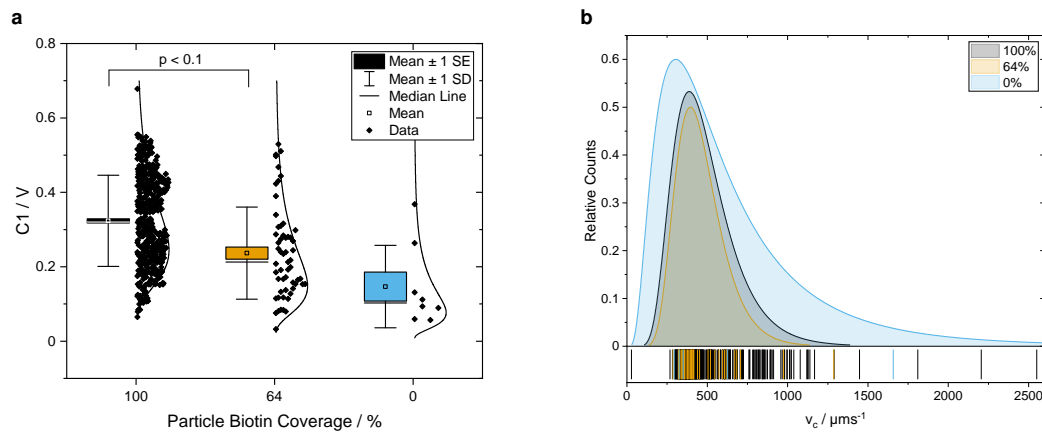 a
0.8
0.6
0.4
0.2
0
C1 / V
p < 0.1
Mean ± 1 SE
Mean ± 1 SD
Median Line
Mean
Data
100
64
0
Particle Biotin Coverage / %
b
0.6
0.5
0.4
0.3
0.2
0.1
0.0
Relative Counts
100%
64%
0%
0
500
1000
1500
2000
2500
v_c / µms⁻¹